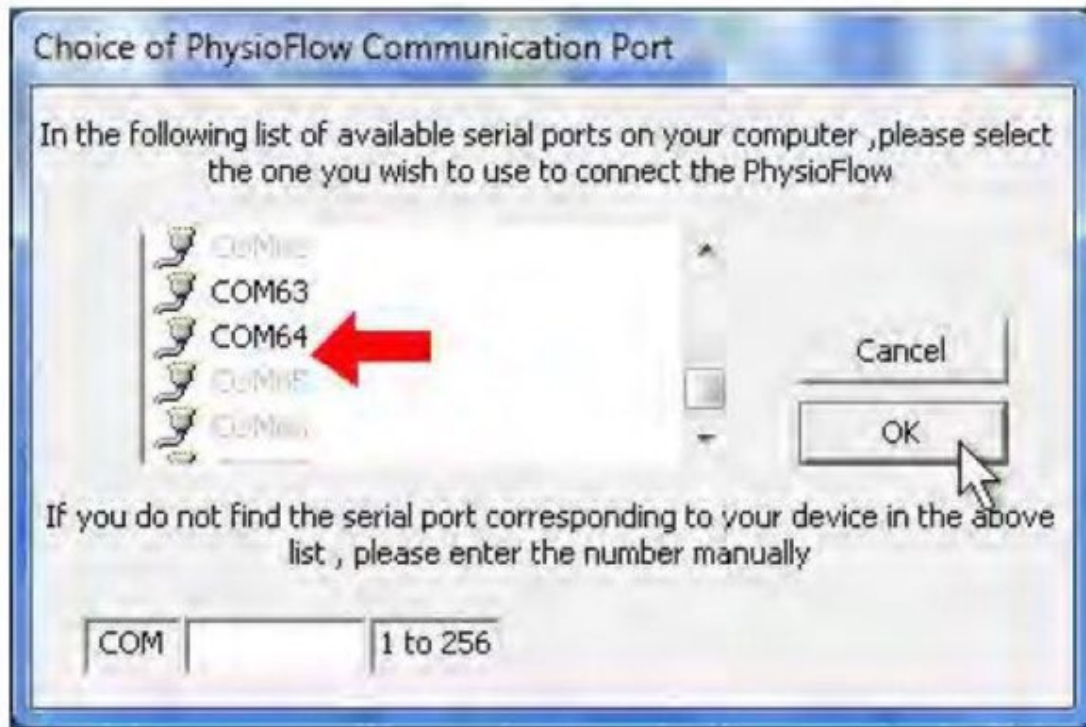 Choice of PhysioFlow Communication Port
In the following list of available serial ports on your computer ,please select
the one you wish to use to connect the PhysioFlow
COM63
COM64
Cancel
OK
If you do not find the serial port corresponding to your device in the above
list , please enter the number manually
COM
1 to 256